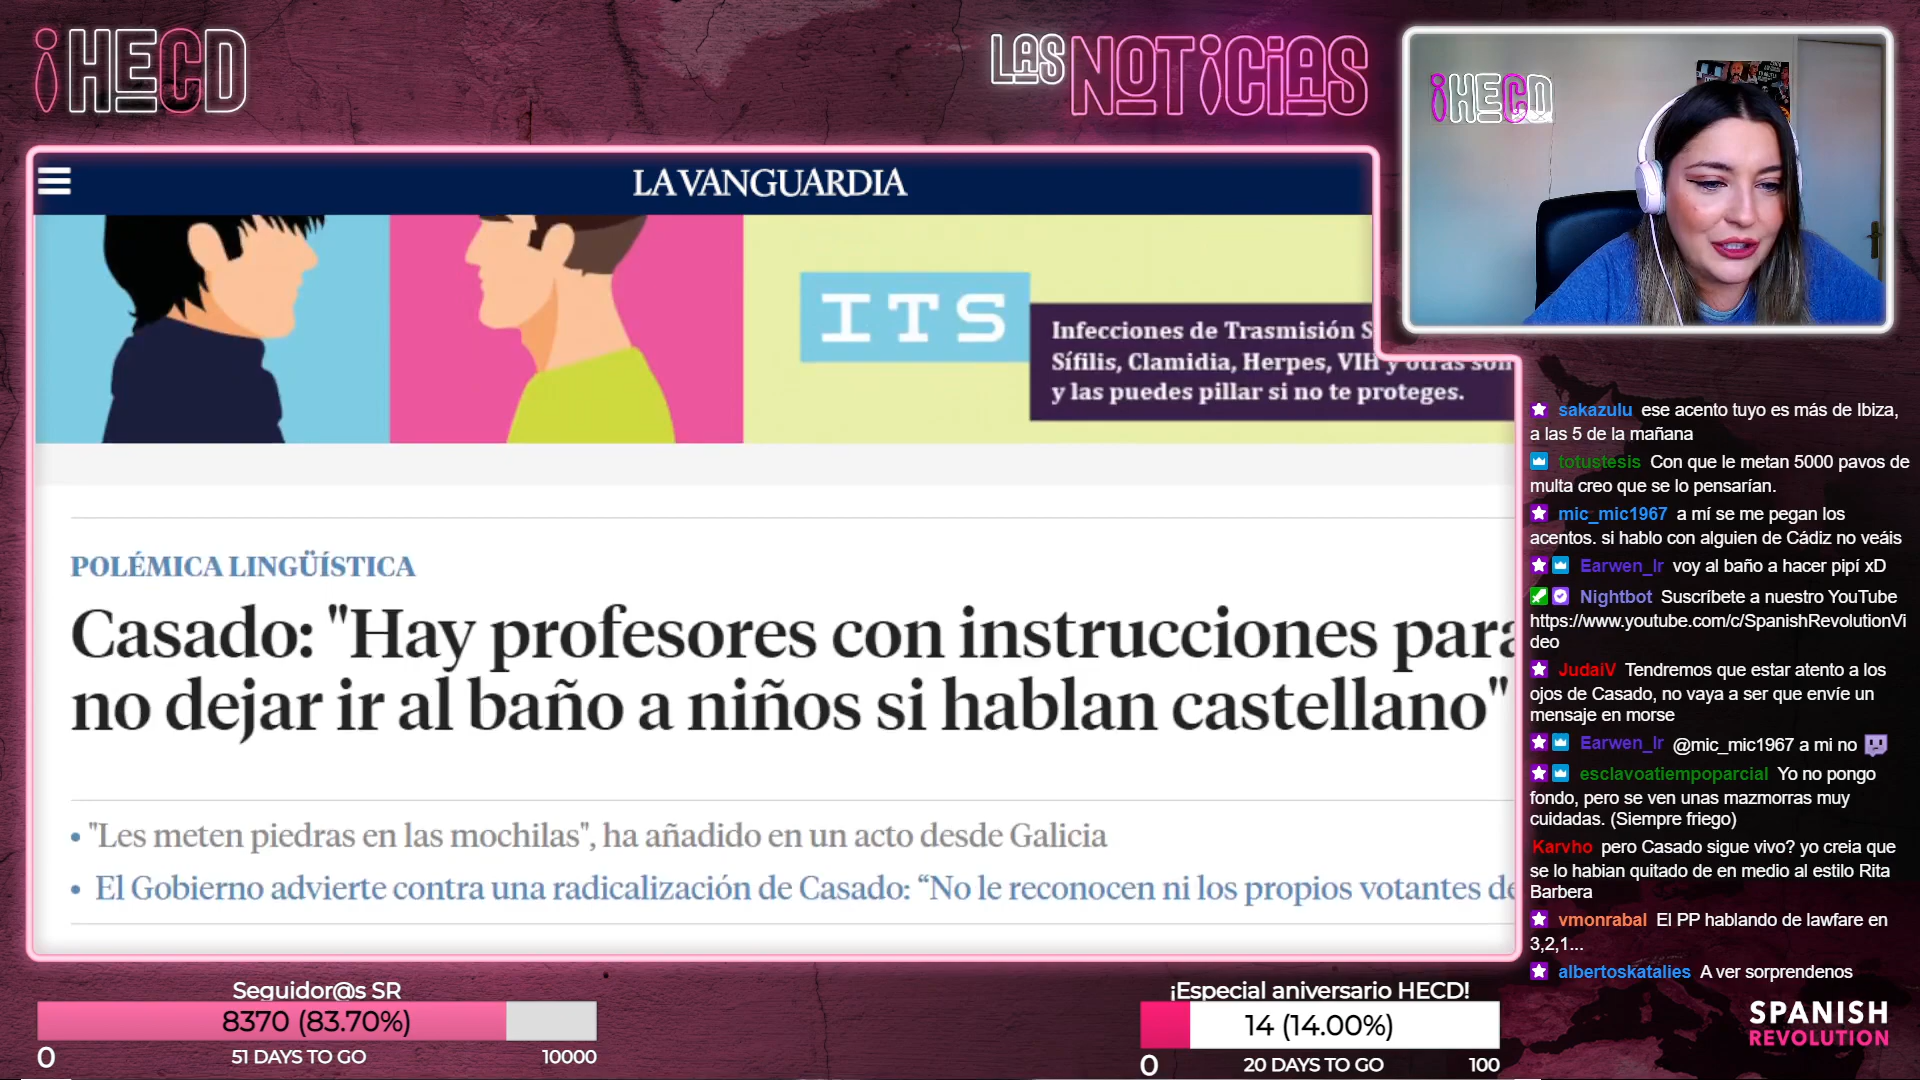 ¡HECD
LAS NOTICIAS
¡HECD
LA VANGUARDIA
ITS
Infecciones de Trasmisión S
Sífilis, Clamidia, Herpes, VIH y otras son
y las puedes pillar si no te proteges.
POLÉMICA LINGÜÍSTICA
Casado: "Hay profesores con instrucciones para
no dejar ir al baño a niños si hablan castellano"
• "Les meten piedras en las mochilas", ha añadido en un acto desde Galicia
• El Gobierno advierte contra una radicalización de Casado: “No le reconocen ni los propios votantes de
sakazulu ese acento tuyo es más de Ibiza,
a las 5 de la mañana
totustesis Con que le metan 5000 pavos de
multa creo que se lo pensarían.
mic_mic1967 a mí se me pegan los
acentos. si hablo con alguien de Cádiz no veáis
Earwen_lr voy al baño a hacer pipí xD
Nightbot Suscríbete a nuestro YouTube
https://www.youtube.com/c/SpanishRevolutionVi
deo
JudaiV Tendremos que estar atento a los
ojos de Casado, no vaya a ser que envíe un
mensaje en morse
Earwen_lr @mic_mic1967 a mi no
esclavoatiempoparcial Yo no pongo
fondo, pero se ven unas mazmorras muy
cuidadas. (Siempre friego)
Karvho pero Casado sigue vivo? yo creia que
se lo habian quitado de en medio al estilo Rita
Barbera
vmonrabal El PP hablando de lawfare en
3,2,1...
albertoskatalies A ver sorprendenos
Seguidor@s SR
8370 (83.70%)
0 51 DAYS TO GO 10000
¡Especial aniversario HECD!
14 (14.00%)
0 20 DAYS TO GO 100
SPANISH
REVOLUTION